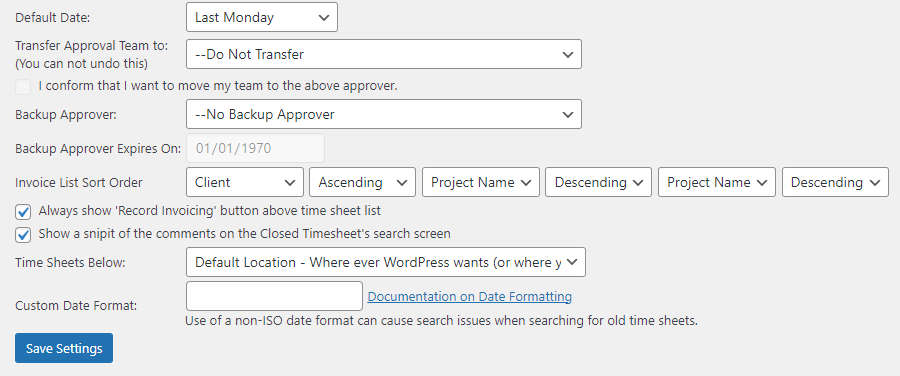 Default Date: Last Monday
Transfer Approval Team to: --Do Not Transfer
(You can not undo this)
I conform that I want to move my team to the above approver.
Backup Approver: --No Backup Approver
Backup Approver Expires On: 01/01/1970
Invoice List Sort Order Client Ascending Project Name Descending Project Name Descending
Always show 'Record Invoicing' button above time sheet list
Show a snipit of the comments on the Closed Timesheet's search screen
Time Sheets Below: Default Location - Where ever WordPress wants (or where y
Custom Date Format: Documentation on Date Formatting
Use of a non-ISO date format can cause search issues when searching for old time sheets.
Save Settings